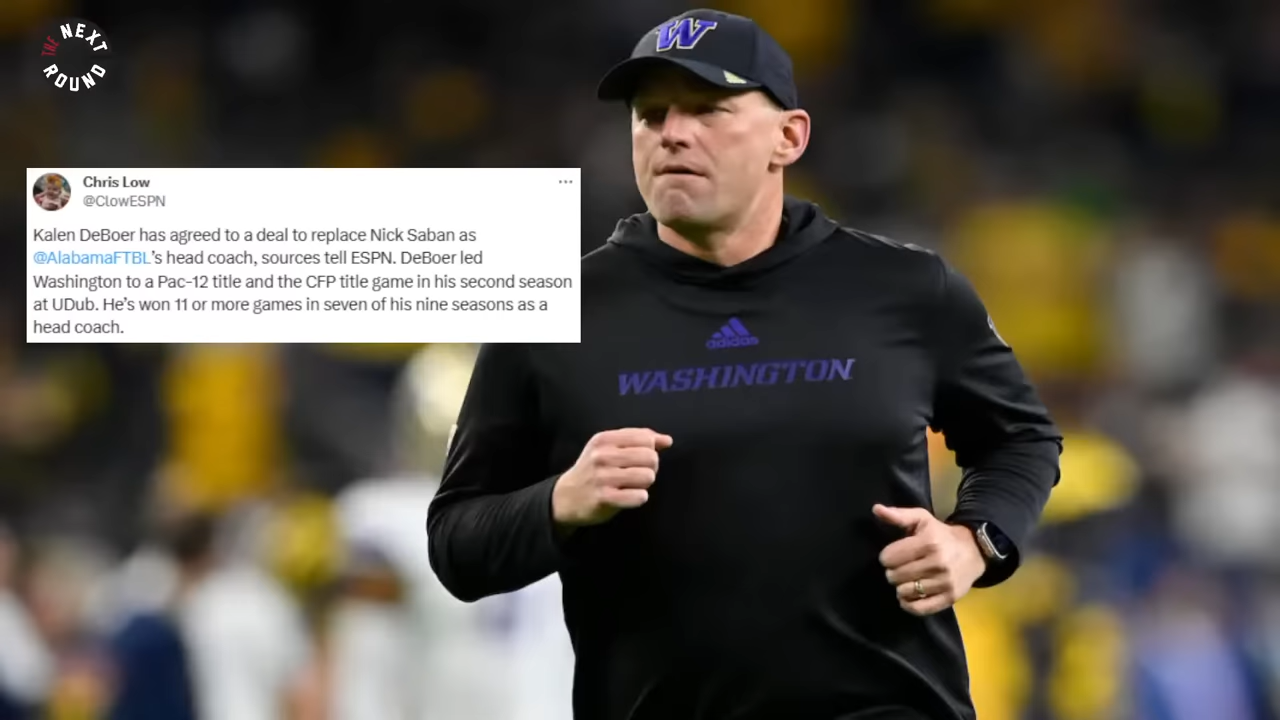 THE NEXT
ROUND
W
Chris Low
@ClowESPN
Kalen DeBoer has agreed to a deal to replace Nick Saban as
@AlabamaFTBL's head coach, sources tell ESPN. DeBoer led
Washington to a Pac-12 title and the CFP title game in his second season
at UDub. He's won 11 or more games in seven of his nine seasons as a
head coach.
adidas
WASHINGTON